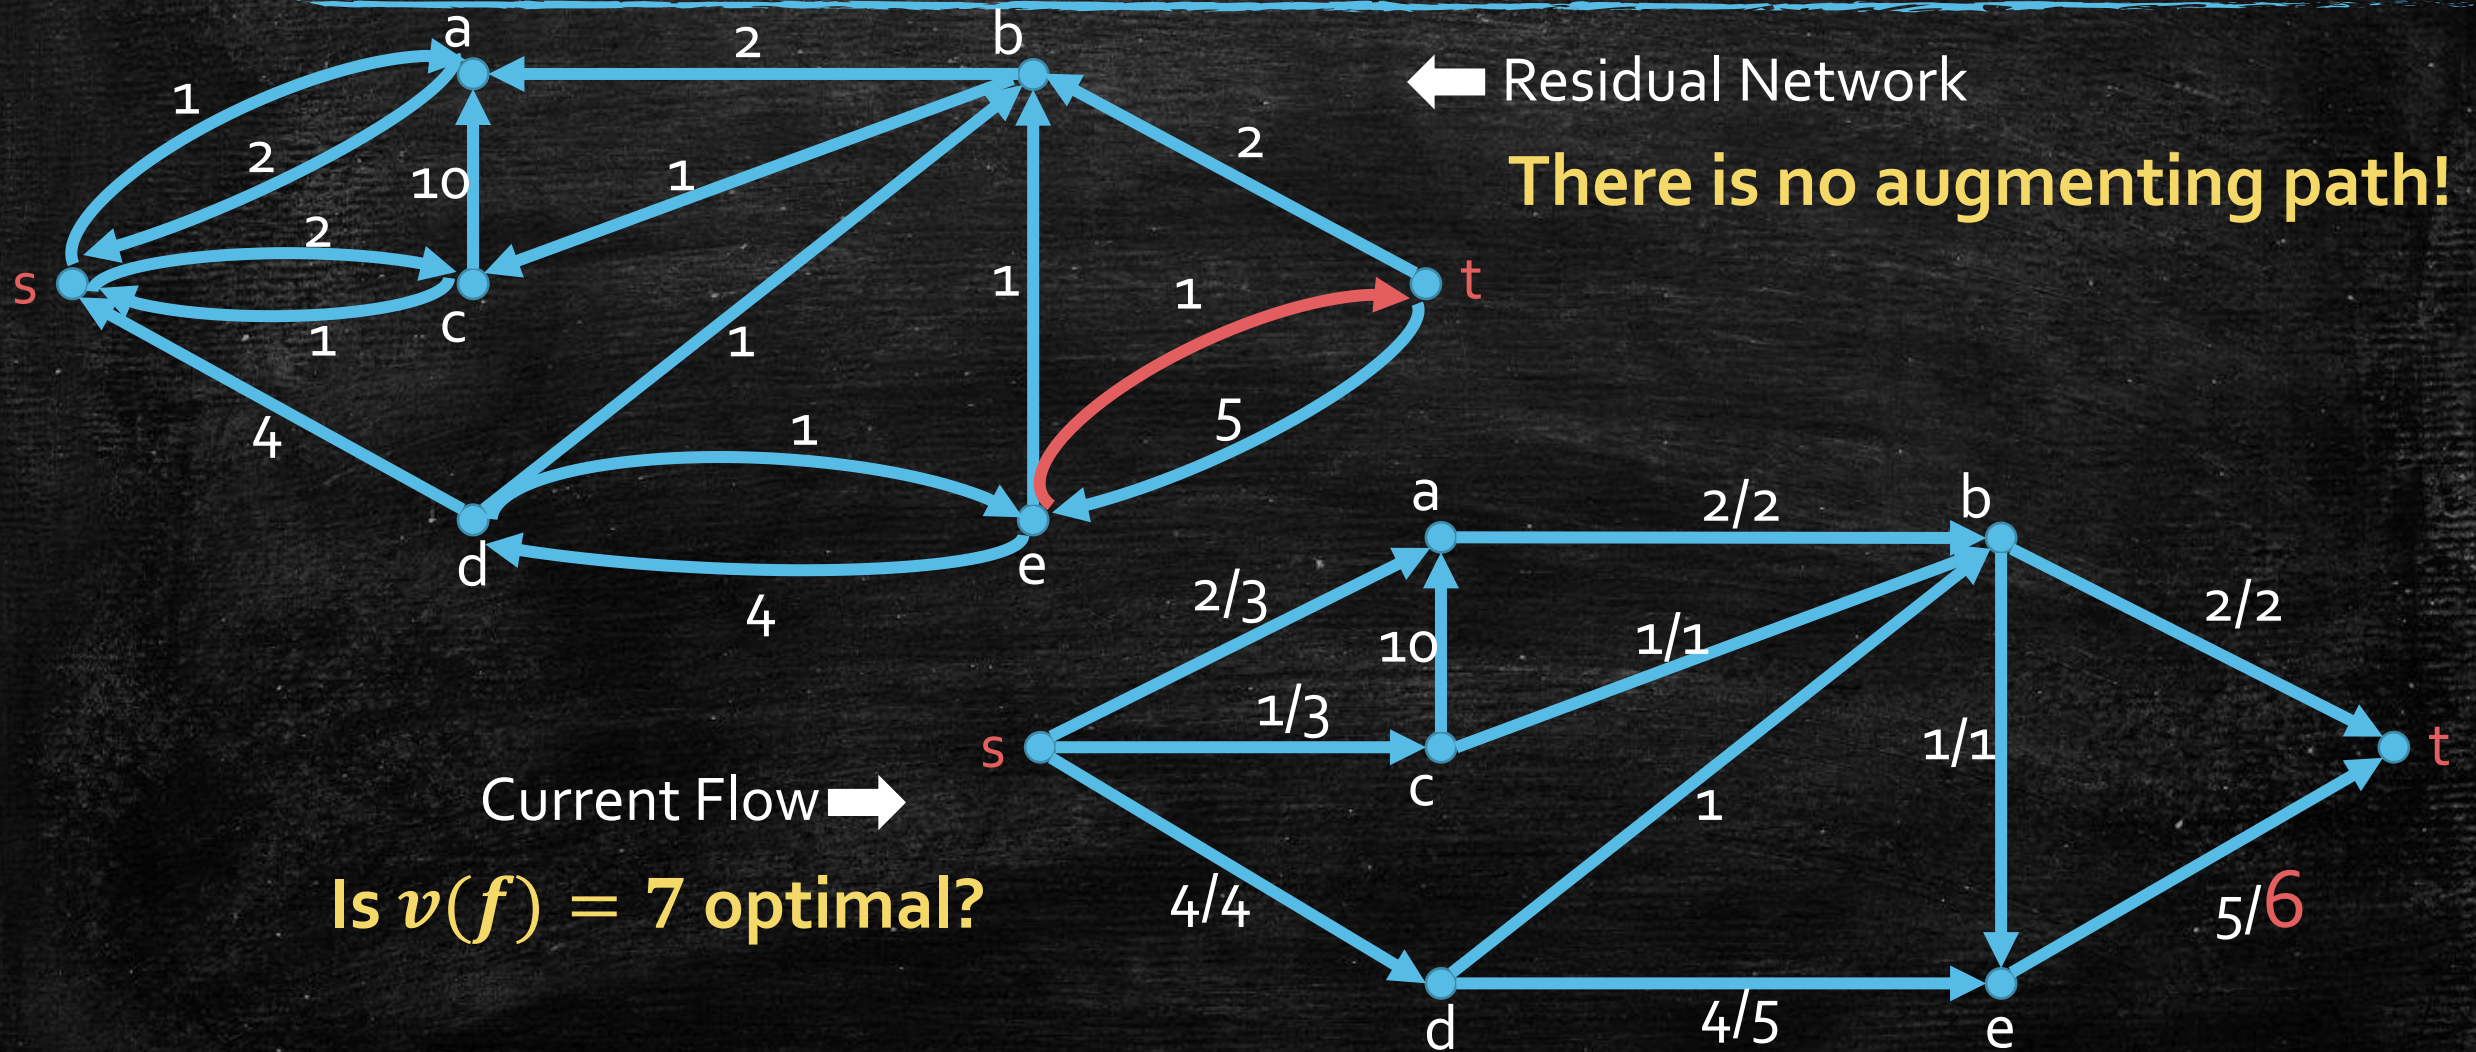 a
b
2
1
2
10
1
2
s
2
1
c
1
1
1
t
4
1
5
d
e
4
Residual Network
There is no augmenting path!
Current Flow
Is v(f) = 7 optimal?
a
2/2
b
2/3
2/2
10
1/1
1/3
s
c
1/1
t
1
4/4
5/6
4/5
d
e